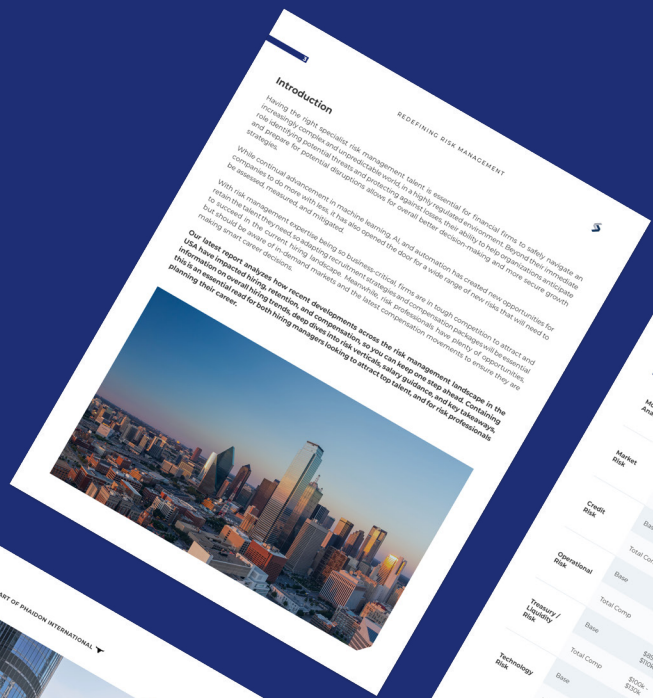 3
REDEFINING RISK MANAGEMENT
Introduction
Having the right specialist risk management talent is essential for financial firms to safely navigate an
increasingly complex and unpredictable world, in a highly regulated environment. Beyond their immediate
role identifying potential threats and protecting against losses, their ability to help organizations anticipate
and prepare for potential disruptions allows for overall better decision-making and more secure growth
strategies.
While continual advancement in machine learning, AI, and automation has created new opportunities for
companies to do more with less, it has also opened the door for a wide range of new risks that will need to
be assessed, measured, and mitigated.
With risk management expertise being so business-critical, firms are in tough competition to attract and
retain the talent they need, so adapting recruitment strategies and compensation packages will be essential
to succeed in the current hiring landscape. Meanwhile, risk professionals have plenty of opportunities,
but should be aware of in-demand markets and the latest compensation movements to ensure they are
making smart career decisions.
Our latest report analyzes how recent developments across the risk management landscape in the
USA have impacted hiring, retention, and compensation, so you can keep one step ahead. Containing
information on overall hiring trends, deep dives into risk verticals, salary guidance, and key takeaways,
this is an essential read for both hiring managers looking to attract top talent, and for risk professionals
planning their career.
Market
Risk
Credit
Risk
Operational
Risk
Treasury /
Liquidity
Risk
Technology
Risk
Total Comp
Base
Total Comp
Base
Total Comp
Base
$100k
$130k
ART OF PHAIDON INTERNATIONAL